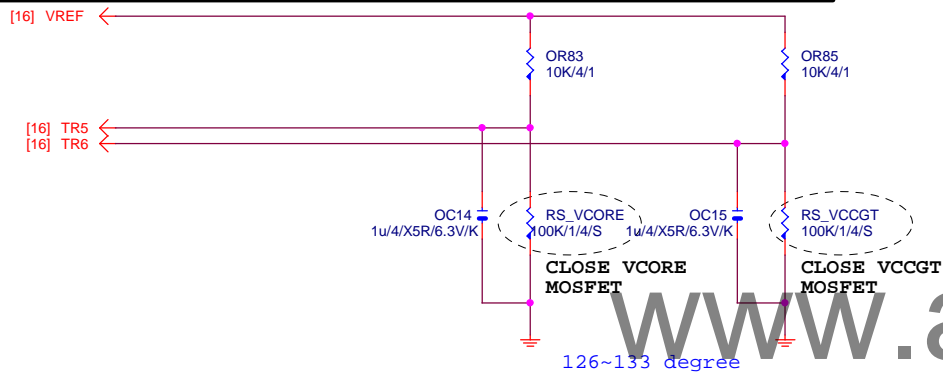 [16] VREF
OR83
10K/4/1
OR85
10K/4/1
[16] TR5
[16] TR6
OC14
1u/4/X5R/6.3V/K
RS_VCORE
100K/1/4/S
OC15
1u/4/X5R/6.3V/K
RS_VCCGT
100K/1/4/S
CLOSE VCORE
MOSFET
CLOSE VCCGT
MOSFET
www.a
126~133 degree